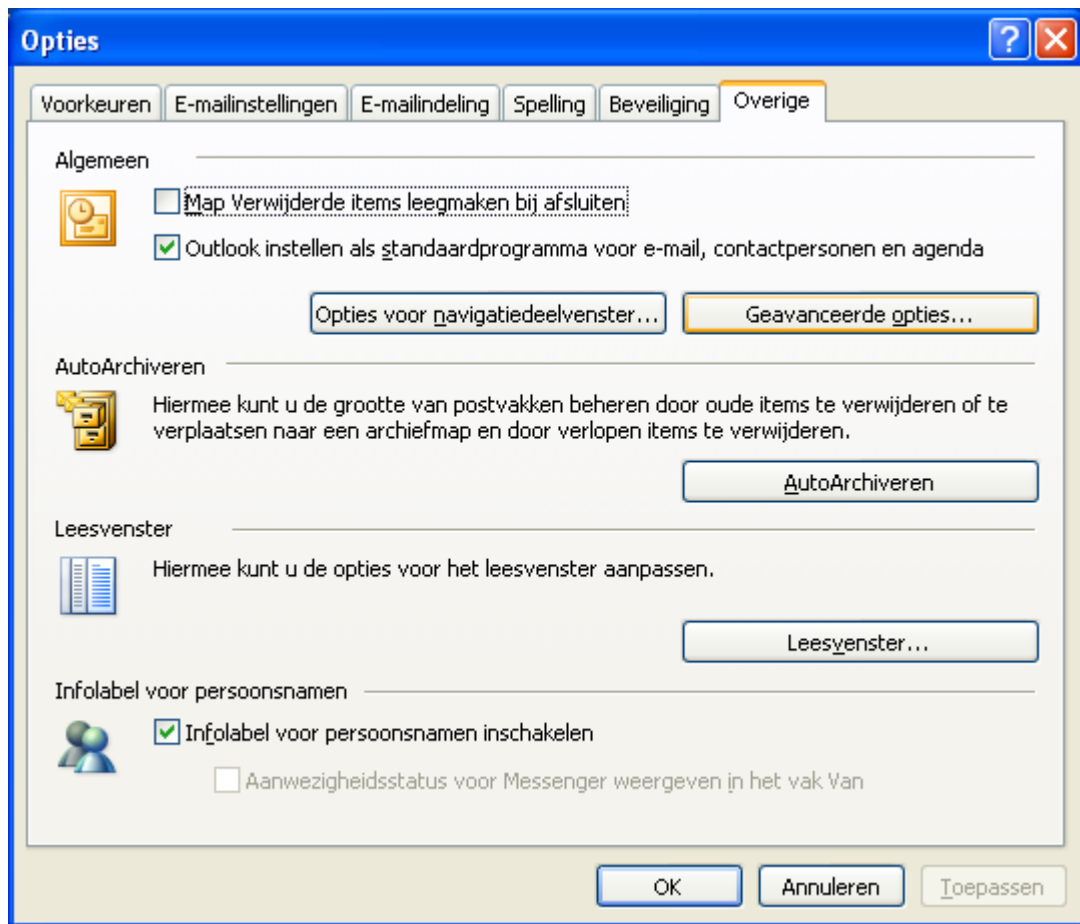 Opties
Voorkeuren E-mailinstellingen E-mailindeling Spelling Beveiliging Overige
Algemeen
Map Verwijderde items leegmaken bij afsluiten
Outlook instellen als standaardprogramma voor e-mail, contactpersonen en agenda
Opties voor navigatiedeelvenster... Geavanceerde opties...
AutoArchiveren
Hiermee kunt u de grootte van postvakken beheren door oude items te verwijderen of te
verplaatsen naar een archiefmap en door verlopen items te verwijderen.
AutoArchiveren
Leesvenster
Hiermee kunt u de opties voor het leesvenster aanpassen.
Leesvenster...
Infolabel voor persoonsnamen
Infolabel voor persoonsnamen inschakelen
Aanwezigheidsstatus voor Messenger weergeven in het vak Van
OK Annuleren Toepassen